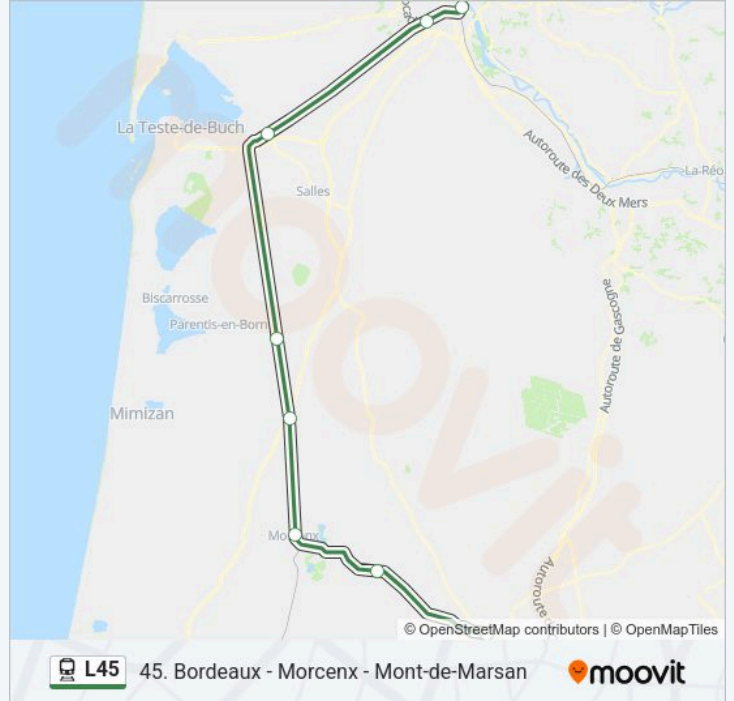 La Teste-de-Buch
Autoroute des Deux Mers
La Réo
Salles
Biscarrosse
Parentis-en-Born
Autoroute de Gascogne
Mimizan
Autoroute
© OpenStreetMap contributors | © OpenMapTiles
L45
45. Bordeaux - Morcenx - Mont-de-Marsan
moovit
moovit